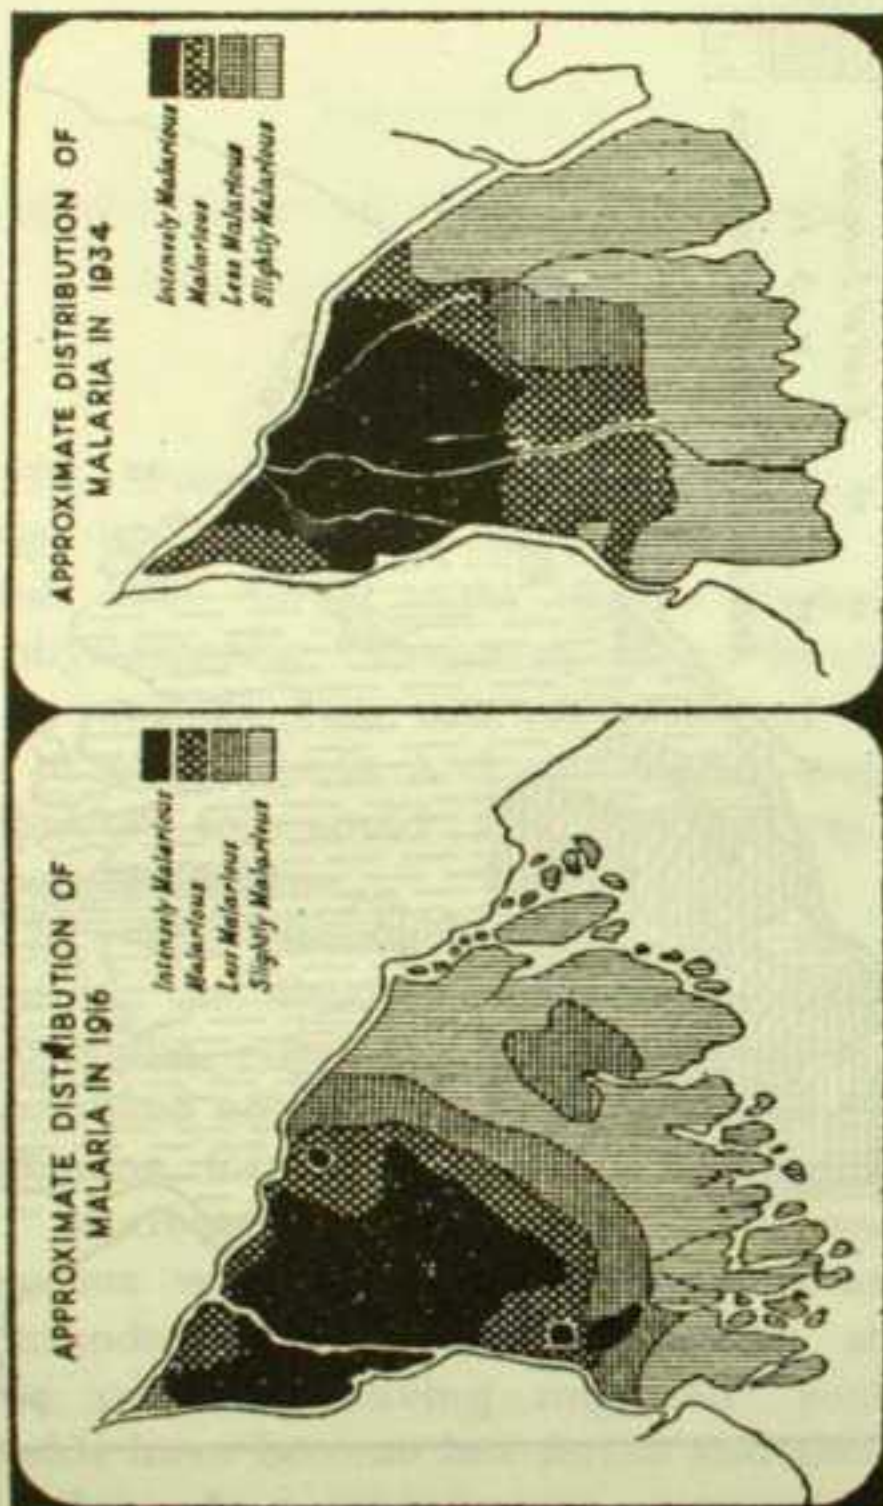 APPROXIMATE DISTRIBUTION OF
MALARIA IN 1916
Intensely Malarious
Malarious
Less Malarious
Slightly Malarious
APPROXIMATE DISTRIBUTION OF
MALARIA IN 1934
Intensely Malarious
Malarious
Less Malarious
Slightly Malarious